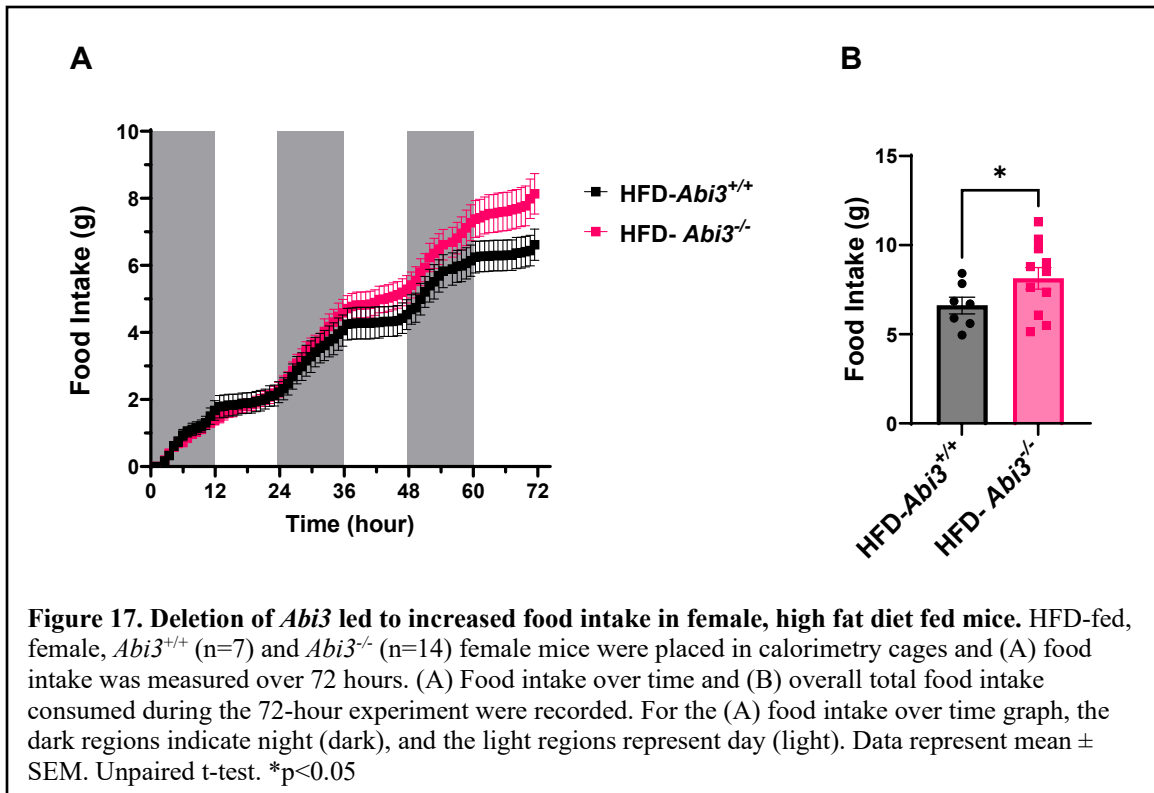 A
B
10
8
6
4
2
0
Food Intake (g)
0 12 24 36 48 60 72
Time (hour)
HFD-Abi3+/+
HFD- Abi3-/-
15
10
5
0
Food Intake (g)
*
HFD-Abi3+/+
HFD- Abi3-/-
Figure 17. Deletion of Abi3 led to increased food intake in female, high fat diet fed mice. HFD-fed,
female, Abi3+/+ (n=7) and Abi3-/- (n=14) female mice were placed in calorimetry cages and (A) food
intake was measured over 72 hours. (A) Food intake over time and (B) overall total food intake
consumed during the 72-hour experiment were recorded. For the (A) food intake over time graph, the
dark regions indicate night (dark), and the light regions represent day (light). Data represent mean ±
SEM. Unpaired t-test. *p<0.05